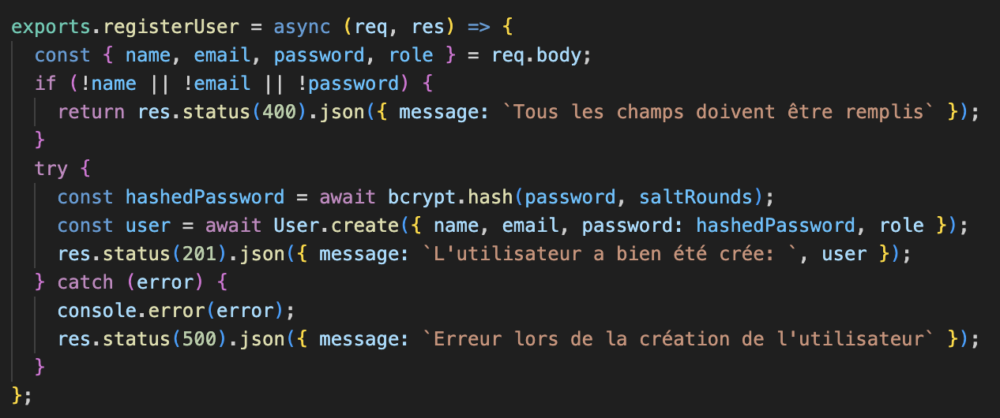 exports.registerUser = async (req, res) => {
  const { name, email, password, role } = req.body;
  if (!name || !email || !password) {
    return res.status(400).json({ message: `Tous les champs doivent être remplis` });
  }
  try {
    const hashedPassword = await bcrypt.hash(password, saltRounds);
    const user = await User.create({ name, email, password: hashedPassword, role });
    res.status(201).json({ message: `L'utilisateur a bien été crée: `, user });
  } catch (error) {
    console.error(error);
    res.status(500).json({ message: `Erreur lors de la création de l'utilisateur` });
  }
};